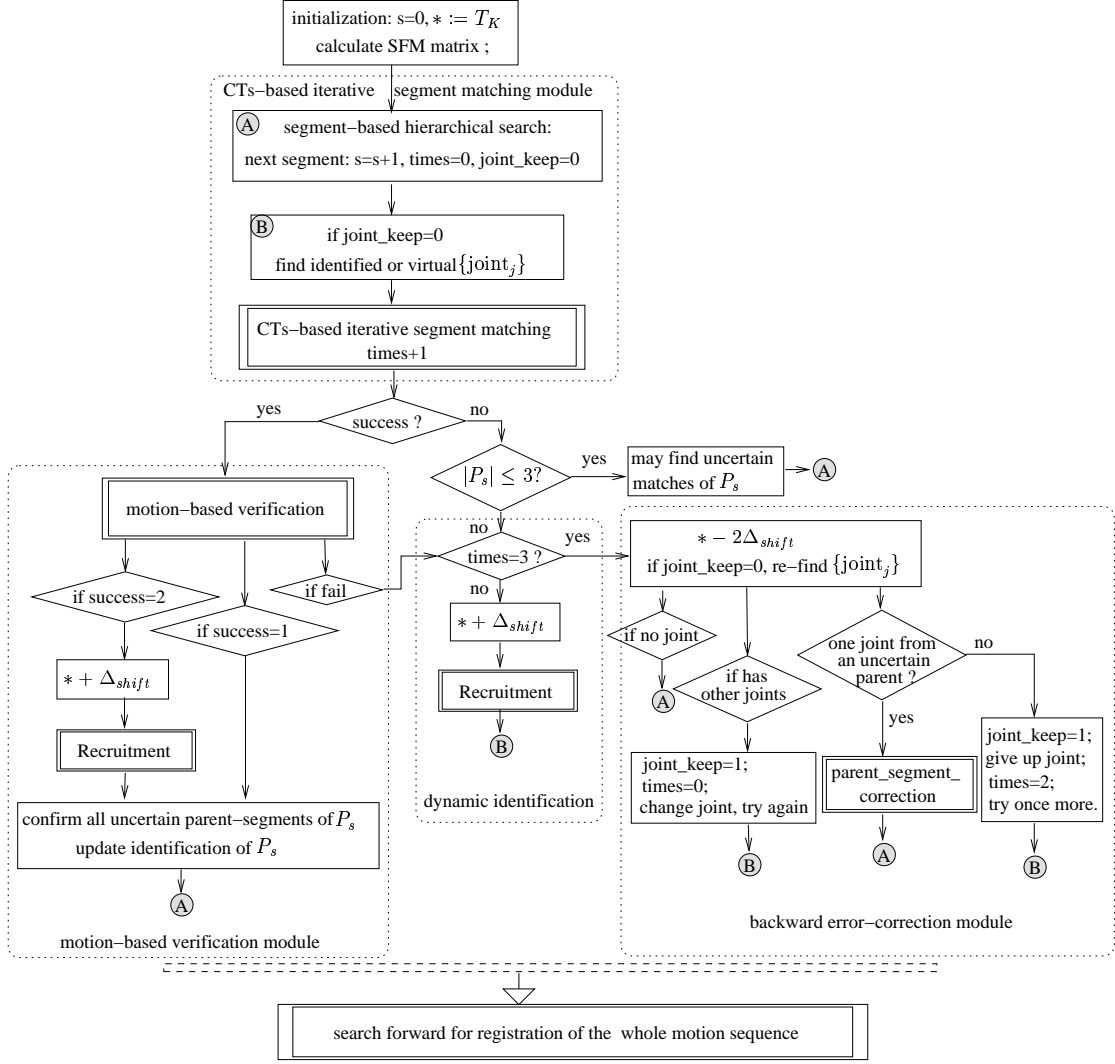 initialization: s=0, * := T_K
calculate SFM matrix ;
CTs−based iterative segment matching module
A
segment−based hierarchical search:
next segment: s=s+1, times=0, joint_keep=0
B
if joint_keep=0
find identified or virtual {joint_j}
CTs−based iterative segment matching
times+1
success ?
yes
no
|P_s| ≤ 3?
yes
may find uncertain
matches of P_s
A
no
motion−based verification
if success=2
if success=1
if fail
* + Δ_shift
Recruitment
confirm all uncertain parent−segments of P_s
update identification of P_s
A
motion−based verification module
times=3 ?
yes
no
* + Δ_shift
Recruitment
B
dynamic identification
* − 2Δ_shift
if joint_keep=0, re−find {joint_j}
if no joint
A
if has
other joints
joint_keep=1;
times=0;
change joint, try again
B
one joint from
an uncertain
parent ?
yes
no
parent_segment_
correction
A
joint_keep=1;
give up joint;
times=2;
try once more.
B
backward error−correction module
search forward for registration of the whole motion sequence